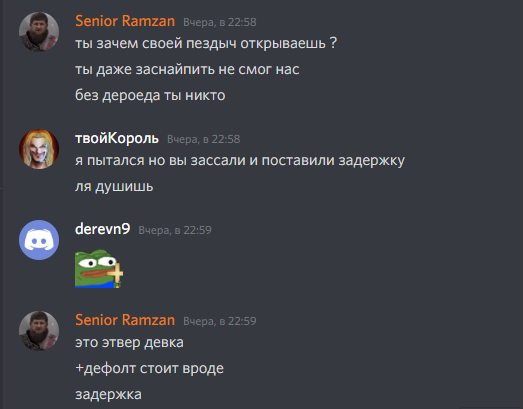 Senior Ramzan Вчера, в 22:58
ты зачем своей пездыч открываешь ?
ты даже заснайпить не смог нас
без дероеда ты никто
твойКороль Вчера, в 22:58
я пытался но вы зассали и поставили задержку
ля душишь
derevn9 Вчера, в 22:59
Senior Ramzan Вчера, в 22:59
это этвер девка
+дефолт стоит вроде
задержка